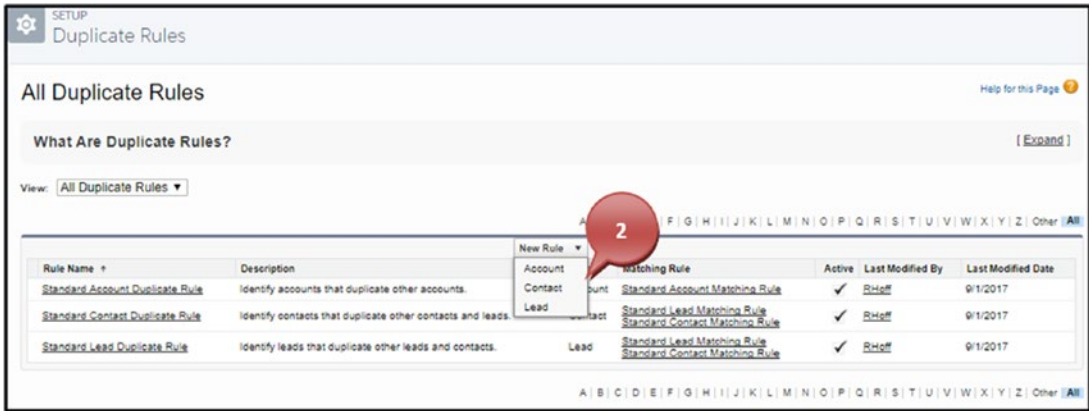 SETUP
Duplicate Rules
All Duplicate Rules
Help for this Page ?
What Are Duplicate Rules?
[ Expand ]
View: All Duplicate Rules ▼
A F | G | H | I | J | K | L | M | N | O | P | Q | R | S | T | U | V | W | X | Y | Z | Other All
2
New Rule ▼
Account
Contact
Lead
Rule Name ↑ Description Matching Rule Active Last Modified By Last Modified Date
Standard Account Duplicate Rule Identify accounts that duplicate other accounts. ount Standard Account Matching Rule ✓ RHoff 9/1/2017
Standard Contact Duplicate Rule Identify contacts that duplicate other contacts and leads. Contact Standard Lead Matching Rule ✓ RHoff 9/1/2017
Standard Contact Matching Rule
Standard Lead Duplicate Rule Identify leads that duplicate other leads and contacts. Lead Standard Lead Matching Rule ✓ RHoff 9/1/2017
Standard Contact Matching Rule
A | B | C | D | E | F | G | H | I | J | K | L | M | N | O | P | Q | R | S | T | U | V | W | X | Y | Z | Other All